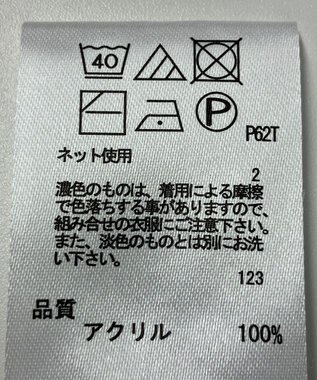 40
P
P62T
ネット使用
2
濃色のものは、着用による摩擦
で色落ちする事がありますので、
組み合せの衣服にご注意下さい。
また、淡色のものとは別にお洗
い下さい。
123
品質
アクリル 100%